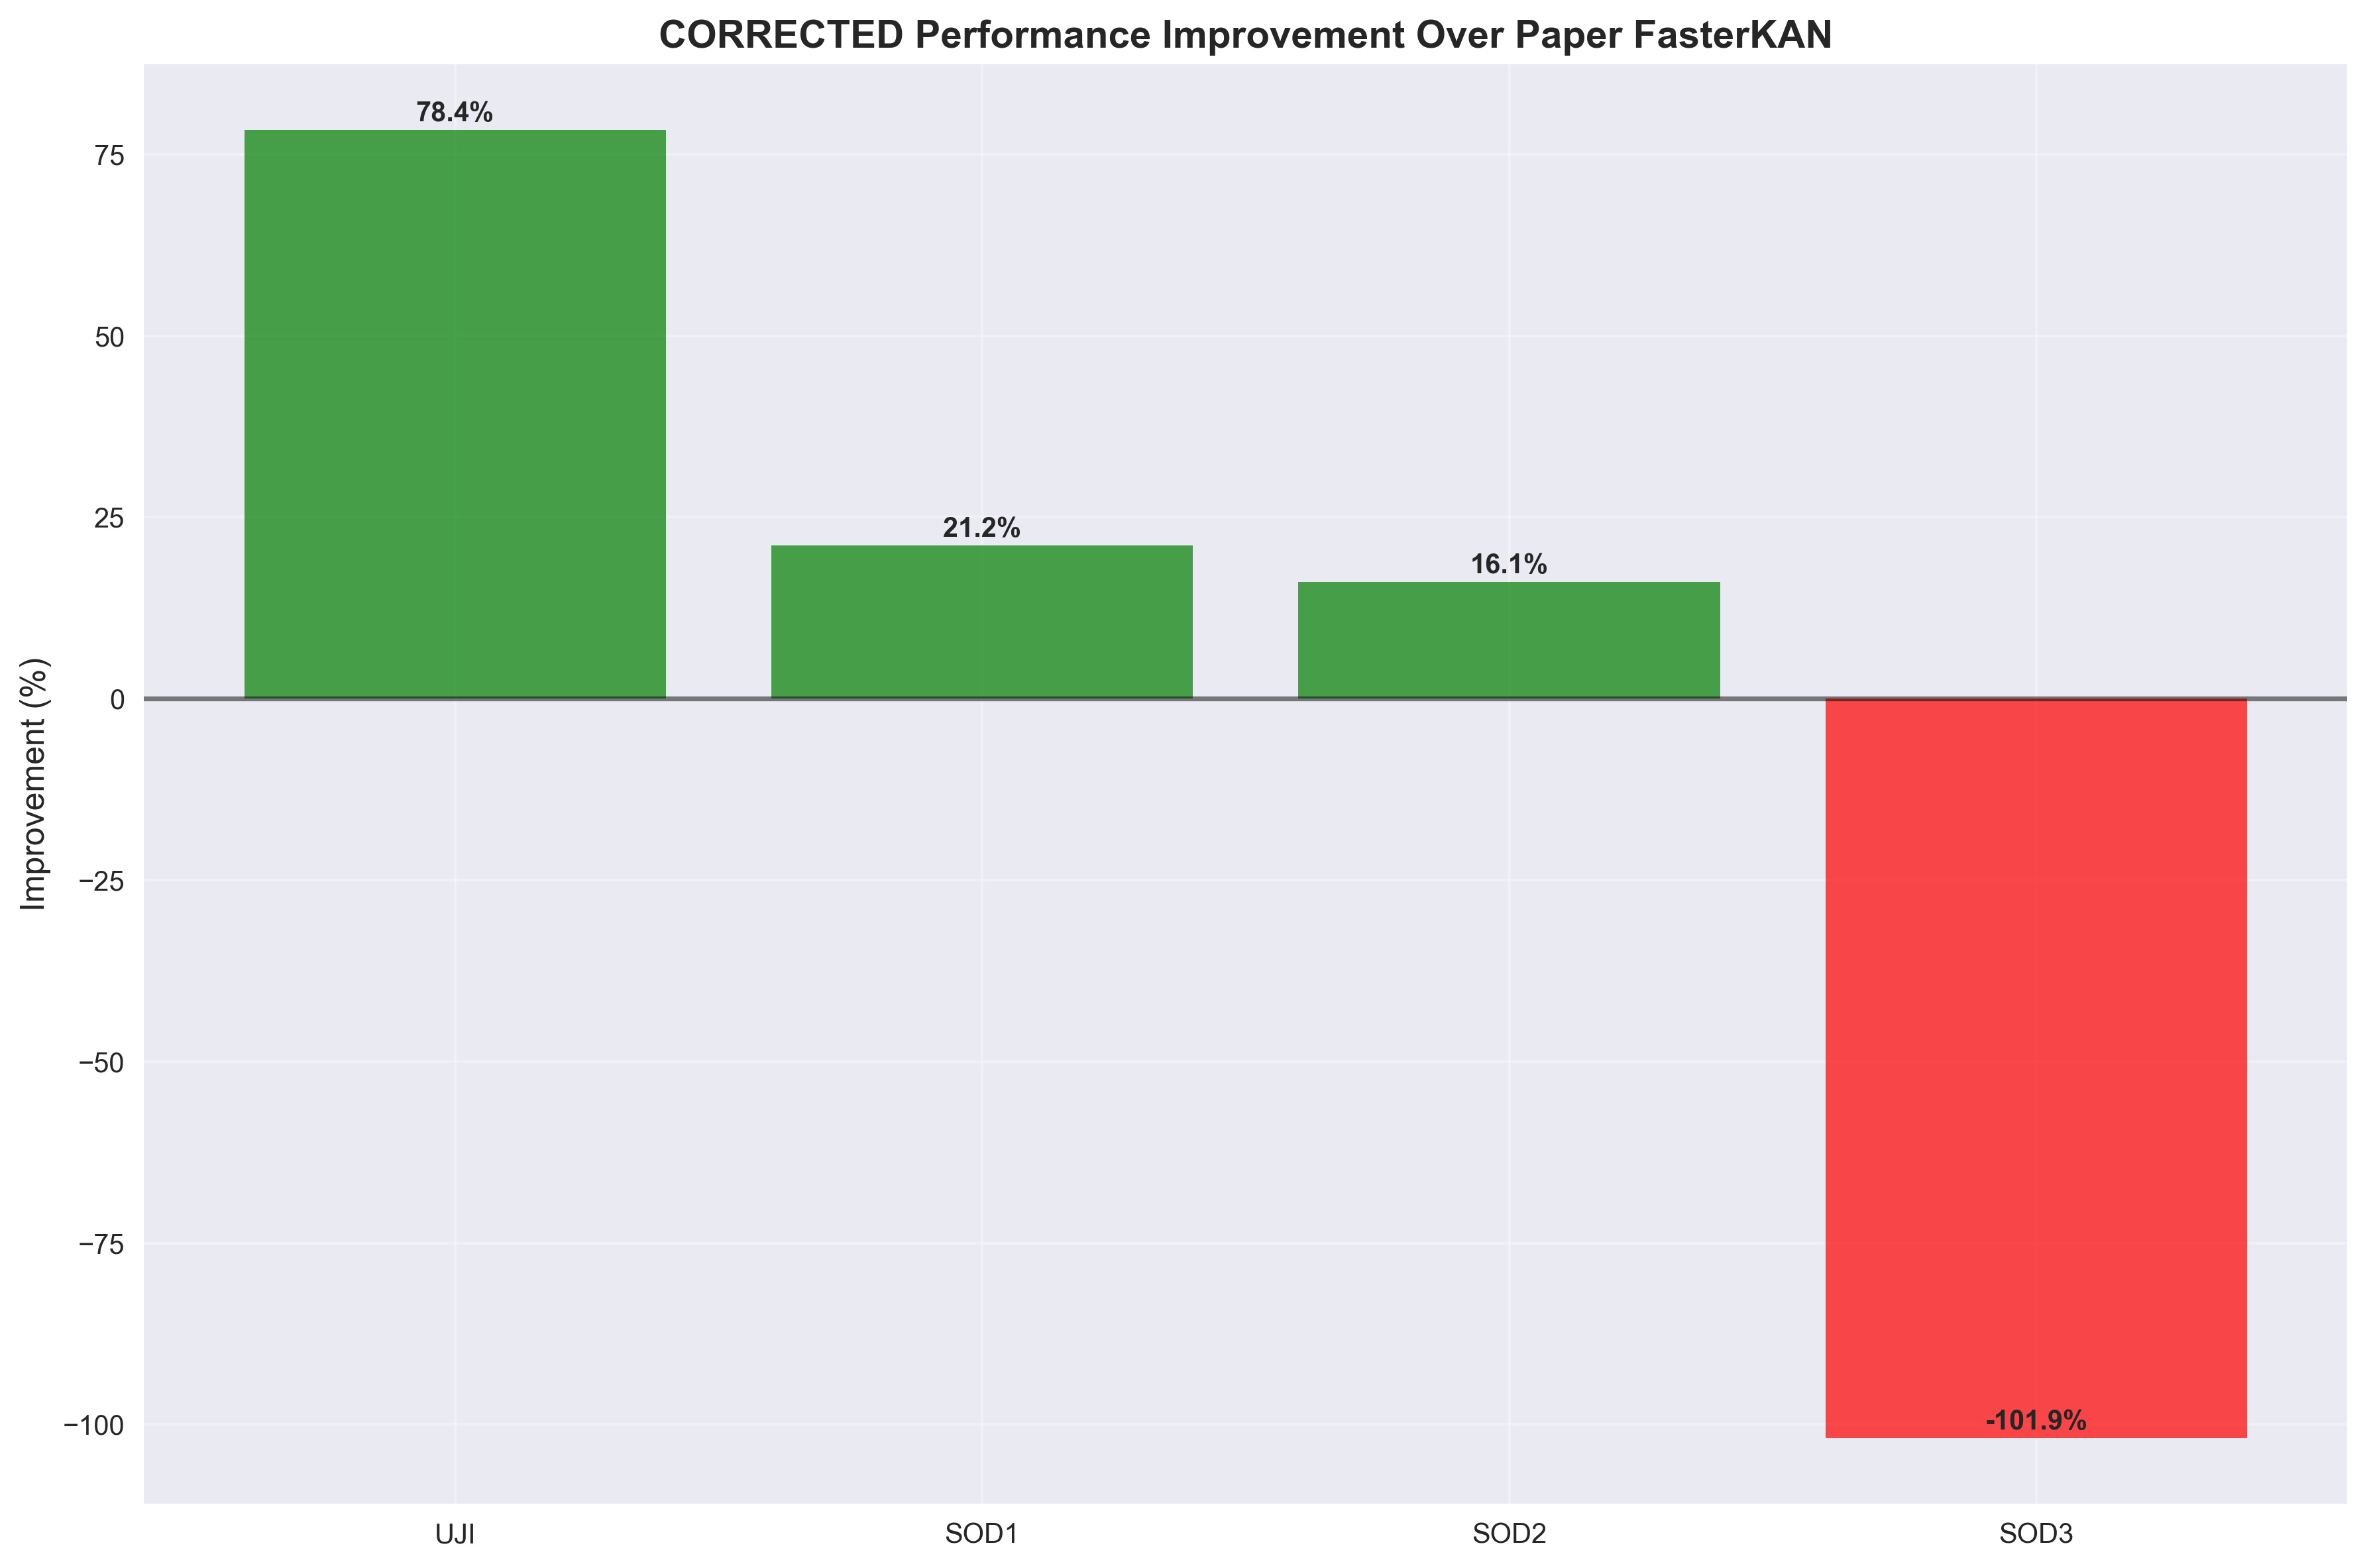 CORRECTED Performance Improvement Over Paper FasterKAN
Improvement (%)
75
50
25
0
−25
−50
−75
−100
78.4%
21.2%
16.1%
-101.9%
UJI
SOD1
SOD2
SOD3